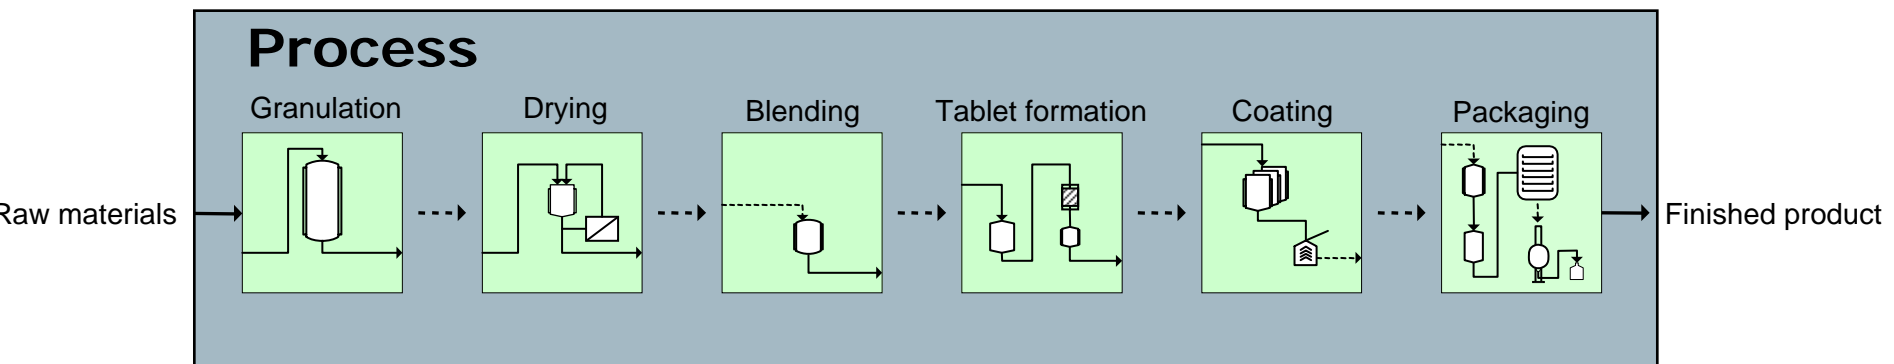 Process
Granulation
Drying
Blending
Tablet formation
Coating
Packaging
Raw materials
Finished product